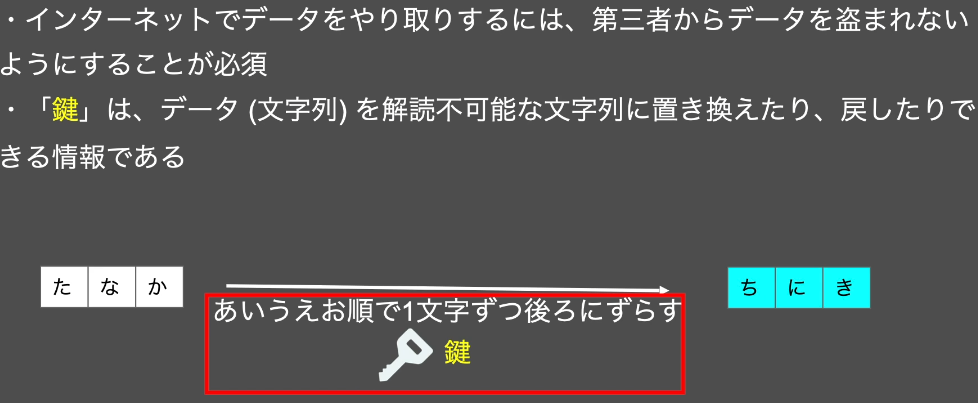 ・インターネットでデータをやり取りするには、第三者からデータを盗まれない
ようにすることが必須
・「鍵」は、データ (文字列) を解読不可能な文字列に置き換えたり、戻したりで
きる情報である
た な か
あいうえお順で1文字ずつ後ろにずらす
鍵
ち に き